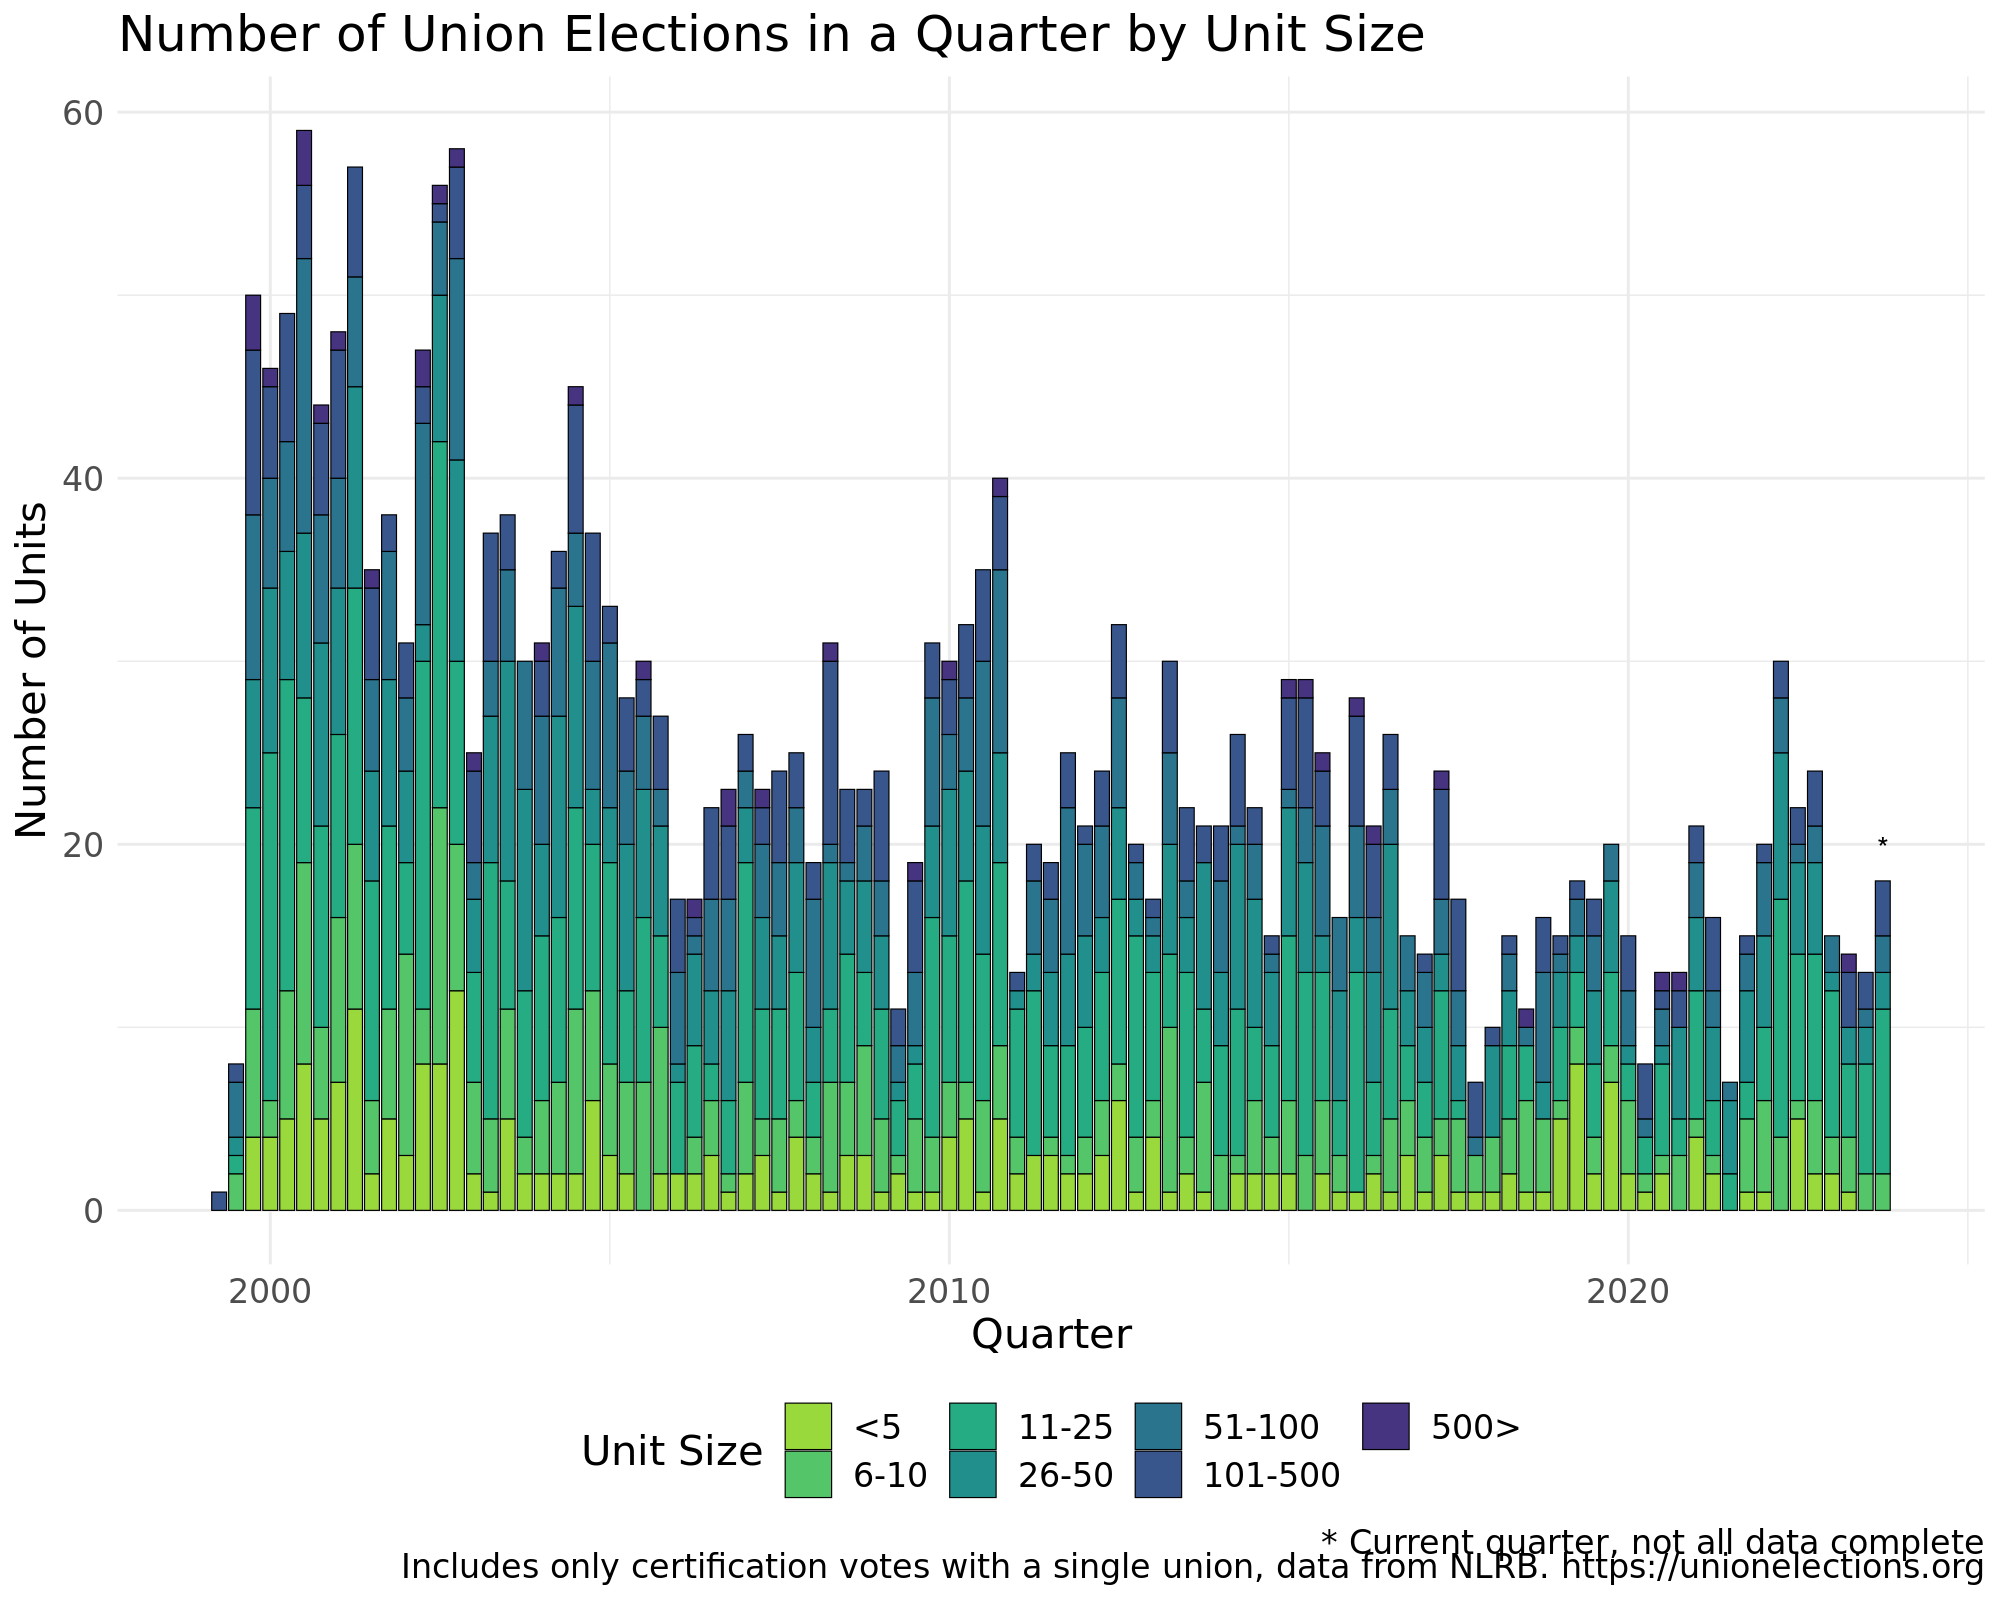 Number of Union Elections in a Quarter by Unit Size
Number of Units
60
40
20
0
*
2000
2010
2020
Quarter
Unit Size
<5
11-25
51-100
500>
6-10
26-50
101-500
* Current quarter, not all data complete
Includes only certification votes with a single union, data from NLRB. https://unionelections.org